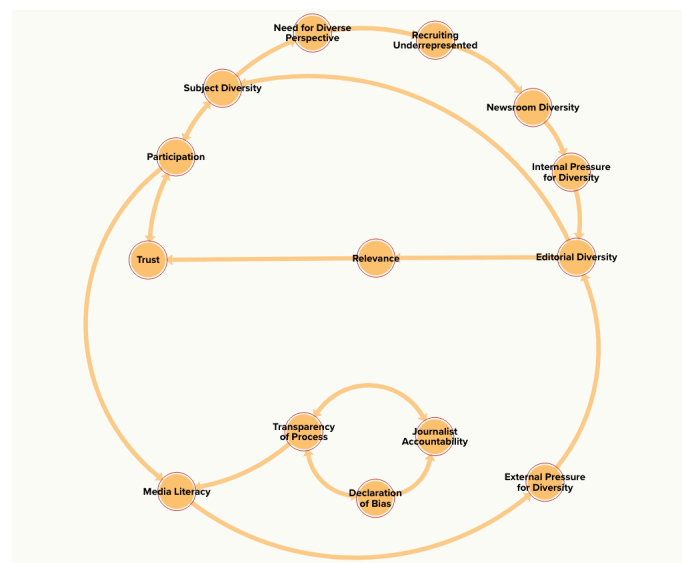 Need for Diverse
Perspective
Recruiting
Underrepresented
Subject Diversity
Newsroom Diversity
Participation
Internal Pressure
for Diversity
Trust
Relevance
Editorial Diversity
Transparency
of Process
Journalist
Accountability
Media Literacy
Declaration
of Bias
External Pressure
for Diversity